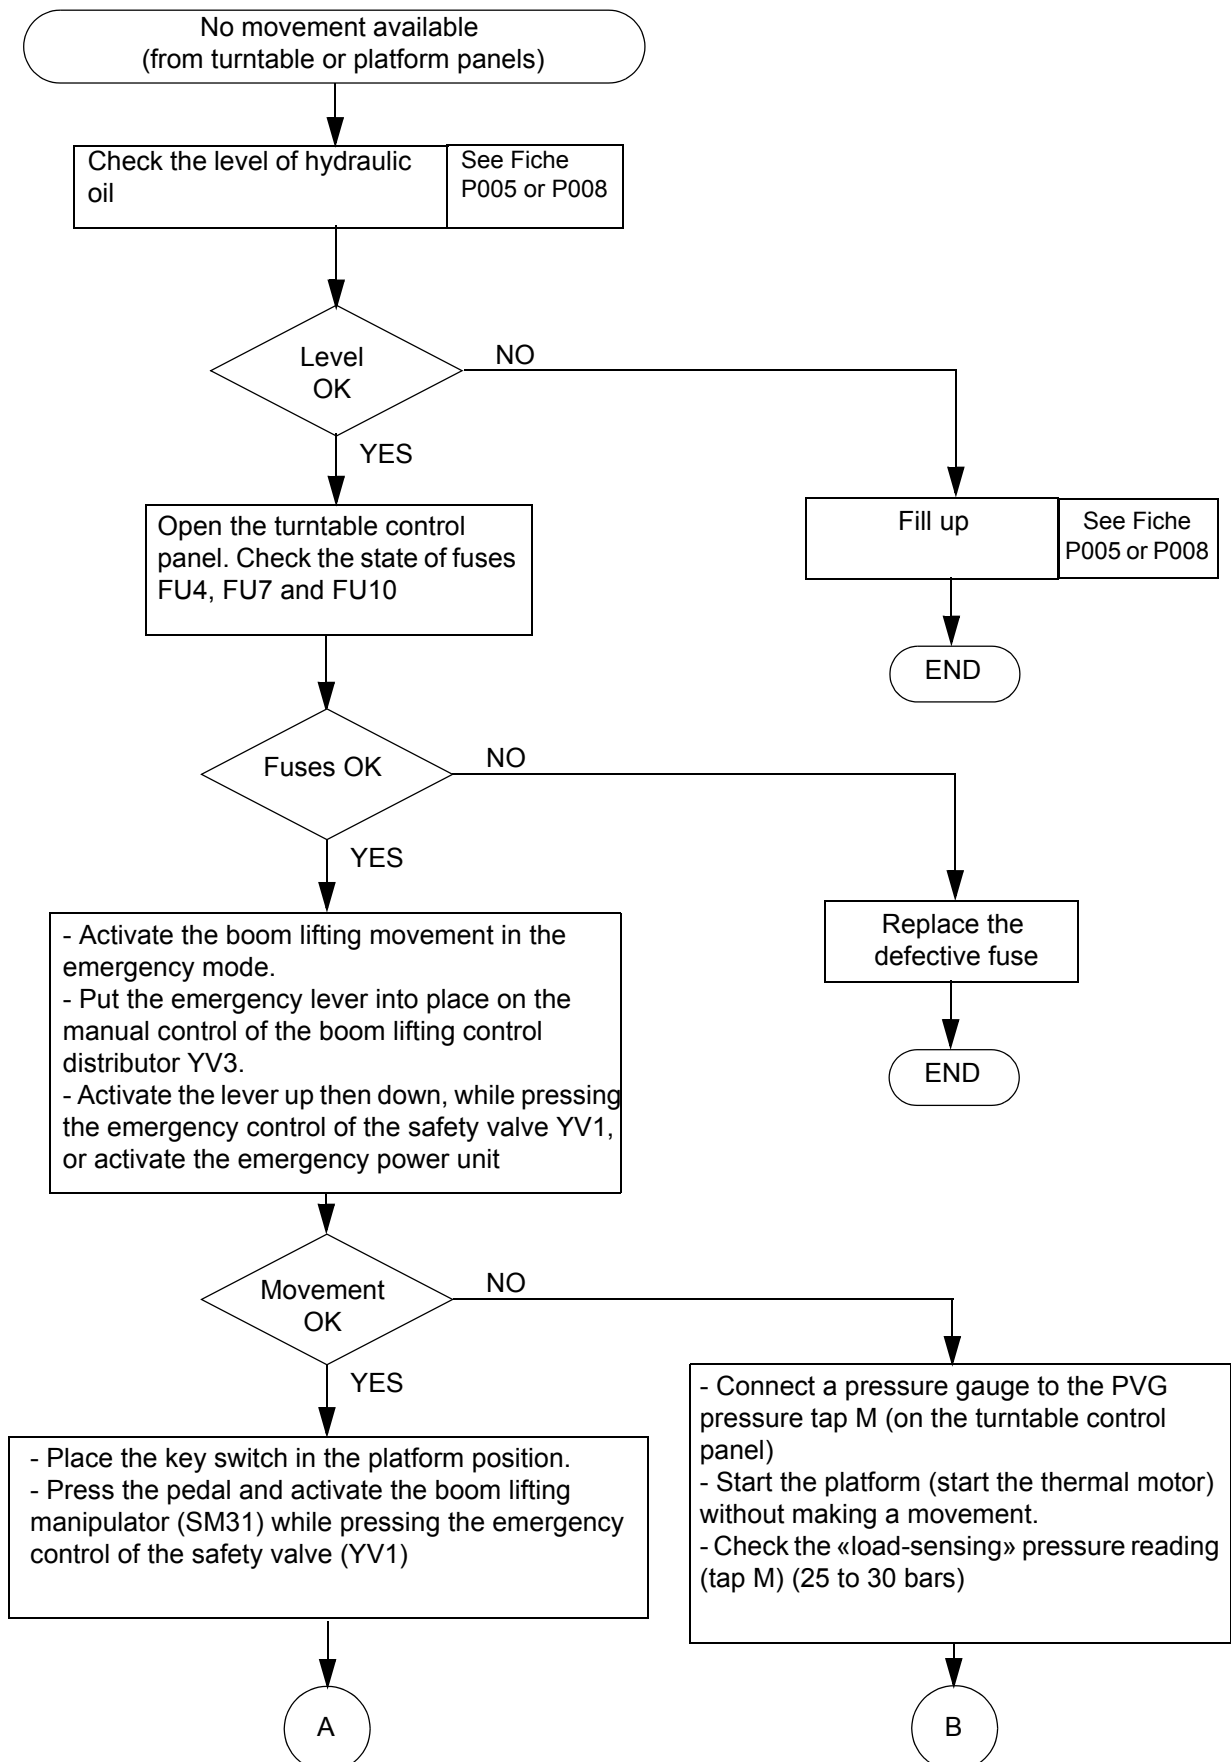 No movement available
(from turntable or platform panels)
Check the level of hydraulic
oil
See Fiche
P005 or P008
Level
OK
NO
YES
Open the turntable control
panel. Check the state of fuses
FU4, FU7 and FU10
Fill up
See Fiche
P005 or P008
END
Fuses OK
NO
YES
- Activate the boom lifting movement in the
emergency mode.
- Put the emergency lever into place on the
manual control of the boom lifting control
distributor YV3.
- Activate the lever up then down, while pressing
the emergency control of the safety valve YV1,
or activate the emergency power unit
Replace the
defective fuse
END
Movement
OK
NO
YES
- Place the key switch in the platform position.
- Press the pedal and activate the boom lifting
manipulator (SM31) while pressing the emergency
control of the safety valve (YV1)
- Connect a pressure gauge to the PVG
pressure tap M (on the turntable control
panel)
- Start the platform (start the thermal motor)
without making a movement.
- Check the «load-sensing» pressure reading
(tap M) (25 to 30 bars)
A
B